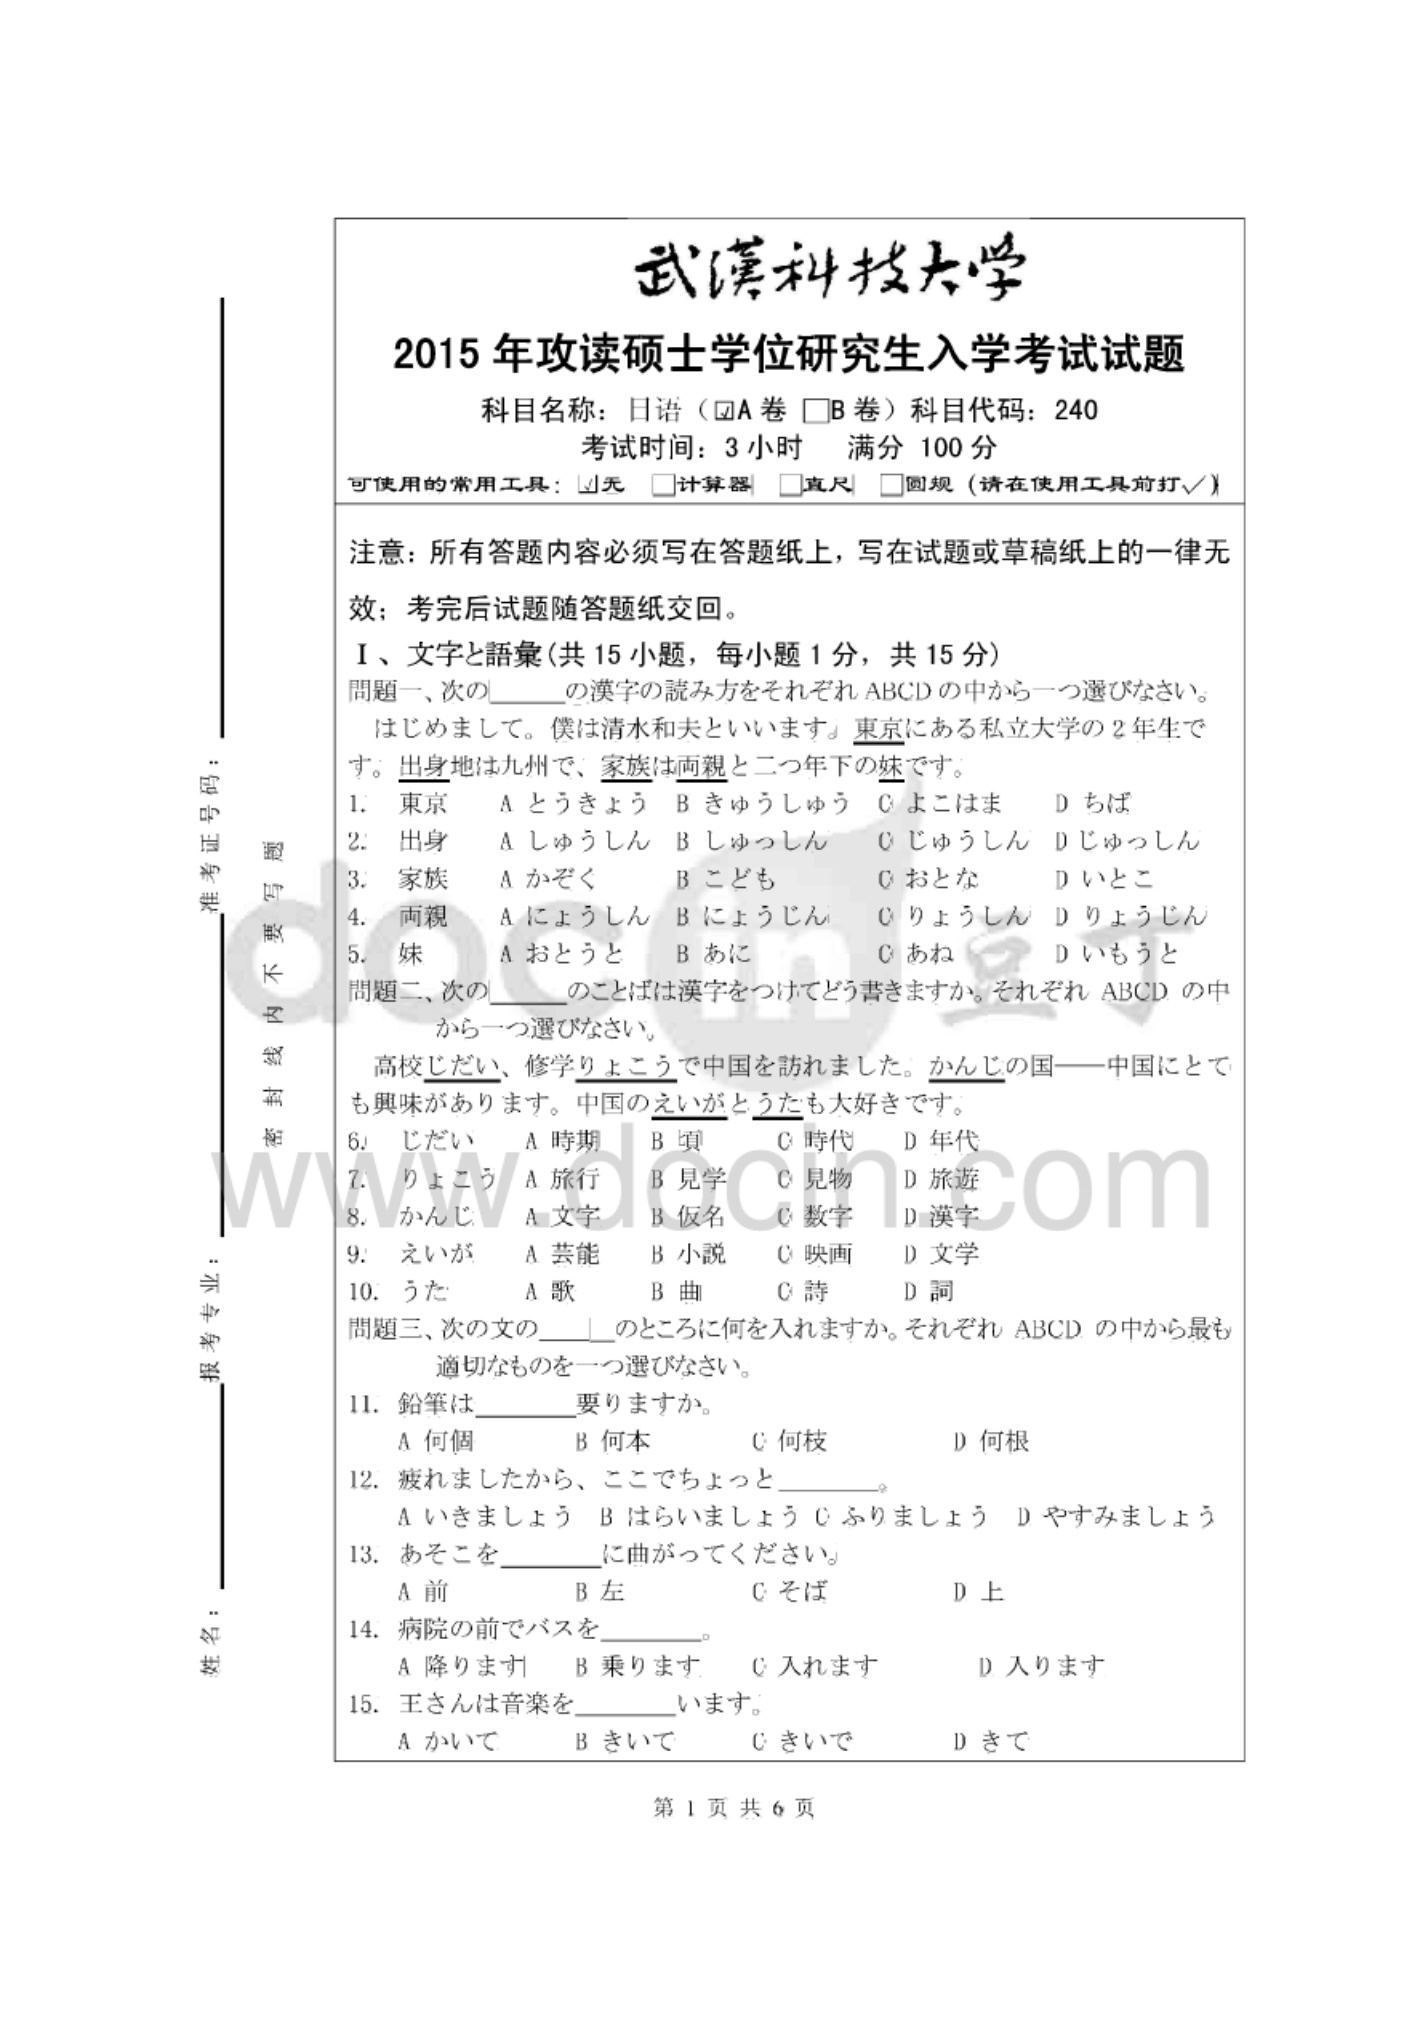 武漢科技大学
2015 年攻读硕士学位研究生入学考试试题
科目名称：日语（☑A 卷 □B 卷）科目代码：240
考试时间：3 小时 满分 100 分
可使用的常用工具：☑无 □计算器 □直尺 □圆规（请在使用工具前打√）
注意：所有答题内容必须写在答题纸上，写在试题或草稿纸上的一律无
效；考完后试题随答题纸交回。
Ⅰ、文字と語彙(共 15 小题，每小题 1 分，共 15 分)
問題一、次の______の漢字の読み方をそれぞれ ABCD の中から一つ選びなさい。
はじめまして。僕は清水和夫といいます。東京にある私立大学の 2 年生で
す。出身地は九州で、家族は両親と二つ年下の妹です。
1. 東京 A とうきょう B きゅうしゅう C よこはま D ちば
2. 出身 A しゅうしん B しゅっしん C じゅうしん D じゅっしん
3. 家族 A かぞく B こども C おとな D いとこ
4. 両親 A にょうしん B にょうじん C りょうしん D りょうじん
5. 妹 A おとうと B あに C あね D いもうと
問題二、次の______のことばは漢字をつけてどう書きますか。それぞれ ABCD の中
から一つ選びなさい。
高校じだい、修学りょこうで中国を訪れました。かんじの国——中国にとて
も興味があります。中国のえいがとうたも大好きです。
6. じだい A 時期 B 頃 C 時代 D 年代
7. りょこう A 旅行 B 見学 C 見物 D 旅遊
8. かんじ A 文字 B 仮名 C 数字 D 漢字
9. えいが A 芸能 B 小説 C 映画 D 文学
10. うた A 歌 B 曲 C 詩 D 詞
問題三、次の文の______のところに何を入れますか。それぞれ ABCD の中から最も
適切なものを一つ選びなさい。
11. 鉛筆は________要りますか。
A 何個 B 何本 C 何枝 D 何根
12. 疲れましたから、ここでちょっと________。
A いきましょう B はらいましょう C ふりましょう D やすみましょう
13. あそこを________に曲がってください。
A 前 B 左 C そば D 上
14. 病院の前でバスを________。
A 降ります B 乗ります C 入れます D 入ります
15. 王さんは音楽を________います。
A かいて B きいて C きいで D きて
第 1 页 共 6 页
准考证号码：
报考专业：
姓名：
密封线内不要写题
docin 豆丁
www.docin.com